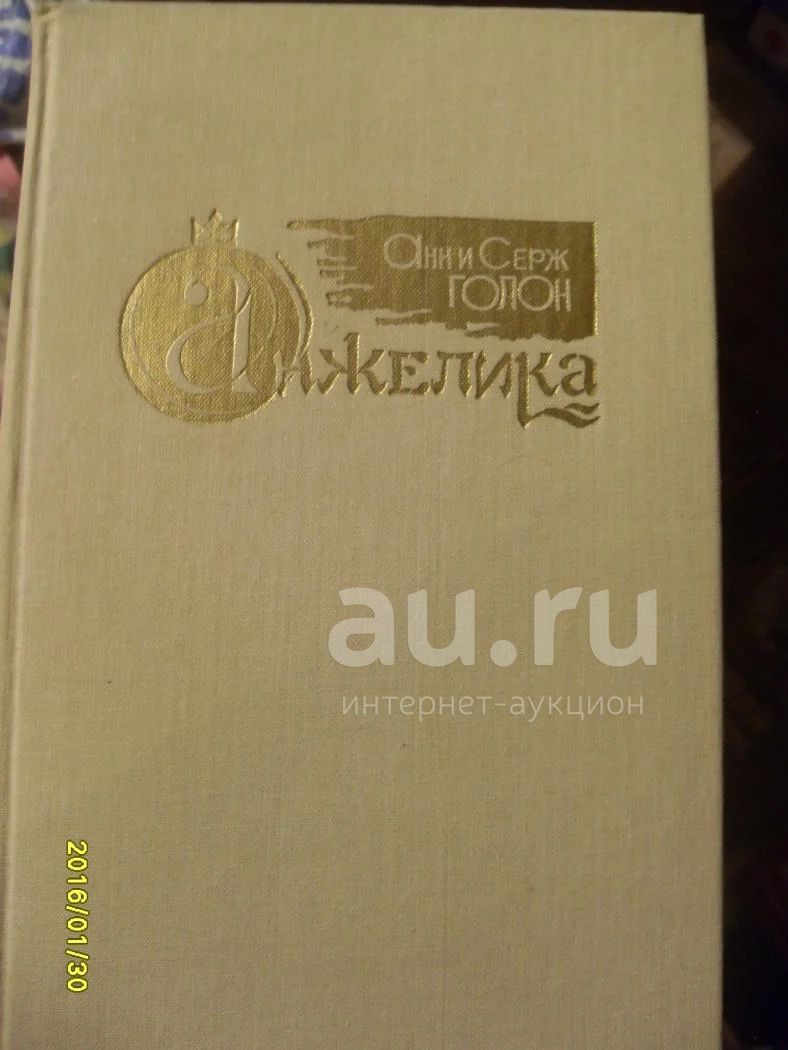 Анн и Серж
ГОЛОН
Анжелика
au.ru
интернет-аукцион
2016/01/30